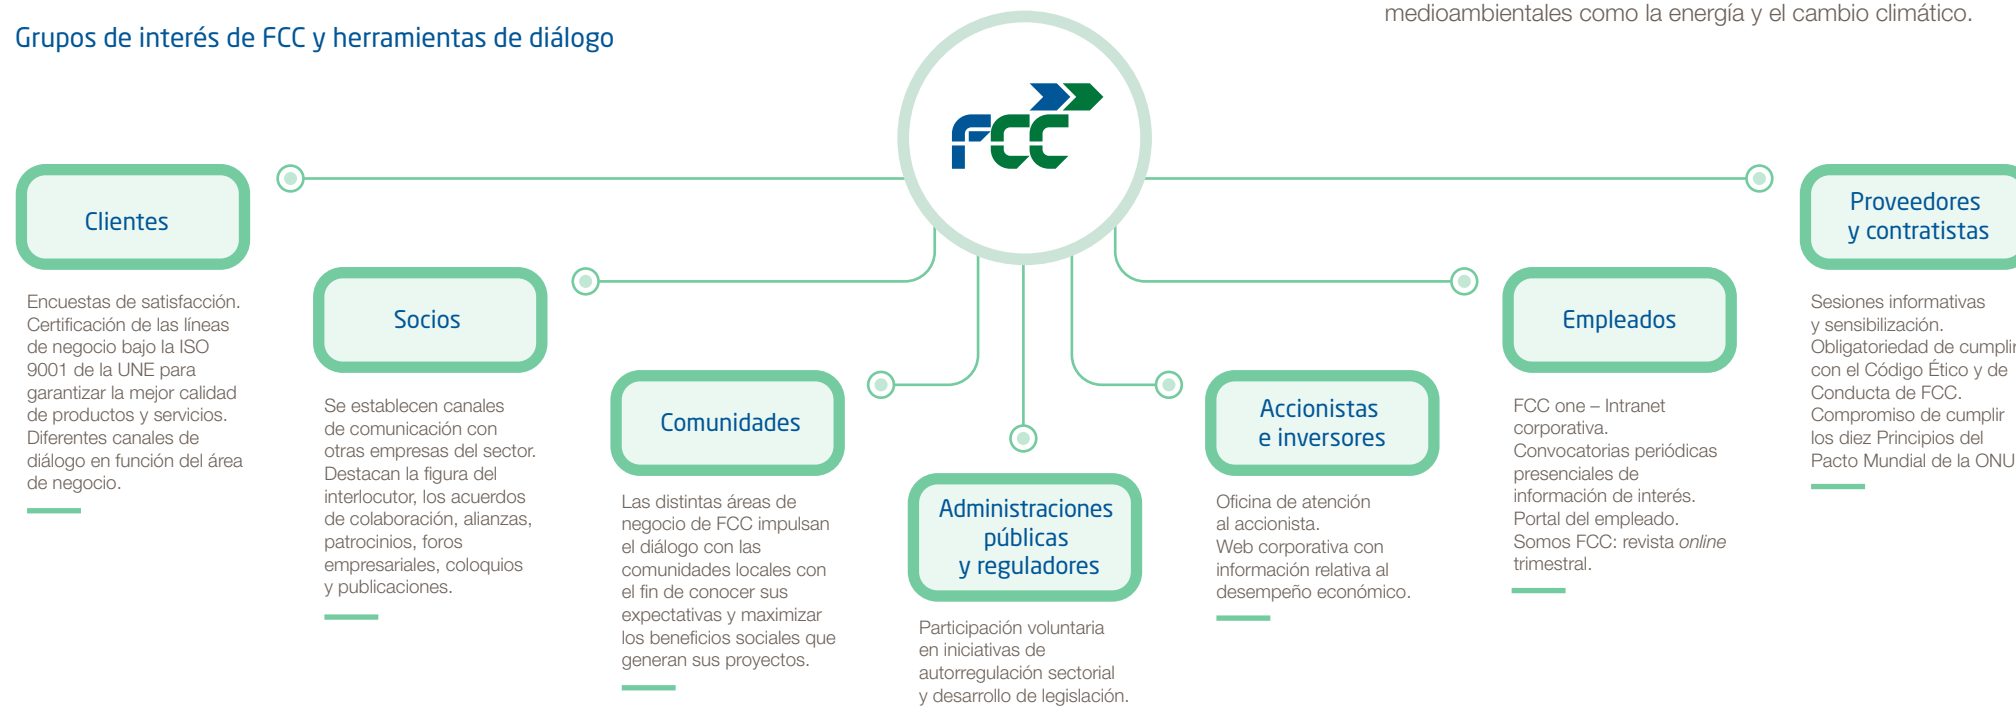 medioambientales como la energía y el cambio climático.
Grupos de interés de FCC y herramientas de diálogo
FCC
Clientes
Encuestas de satisfacción.
Certificación de las líneas
de negocio bajo la ISO
9001 de la UNE para
garantizar la mejor calidad
de productos y servicios.
Diferentes canales de
diálogo en función del área
de negocio.
Socios
Se establecen canales
de comunicación con
otras empresas del sector.
Destacan la figura del
interlocutor, los acuerdos
de colaboración, alianzas,
patrocinios, foros
empresariales, coloquios
y publicaciones.
Comunidades
Las distintas áreas de
negocio de FCC impulsan
el diálogo con las
comunidades locales con
el fin de conocer sus
expectativas y maximizar
los beneficios sociales que
generan sus proyectos.
Administraciones
públicas
y reguladores
Participación voluntaria
en iniciativas de
autorregulación sectorial
y desarrollo de legislación.
Accionistas
e inversores
Oficina de atención
al accionista.
Web corporativa con
información relativa al
desempeño económico.
Empleados
FCC one – Intranet
corporativa.
Convocatorias periódicas
presenciales de
información de interés.
Portal del empleado.
Somos FCC: revista online
trimestral.
Proveedores
y contratistas
Sesiones informativas
y sensibilización.
Obligatoriedad de cumplir
con el Código Ético y de
Conducta de FCC.
Compromiso de cumplir
los diez Principios del
Pacto Mundial de la ONU